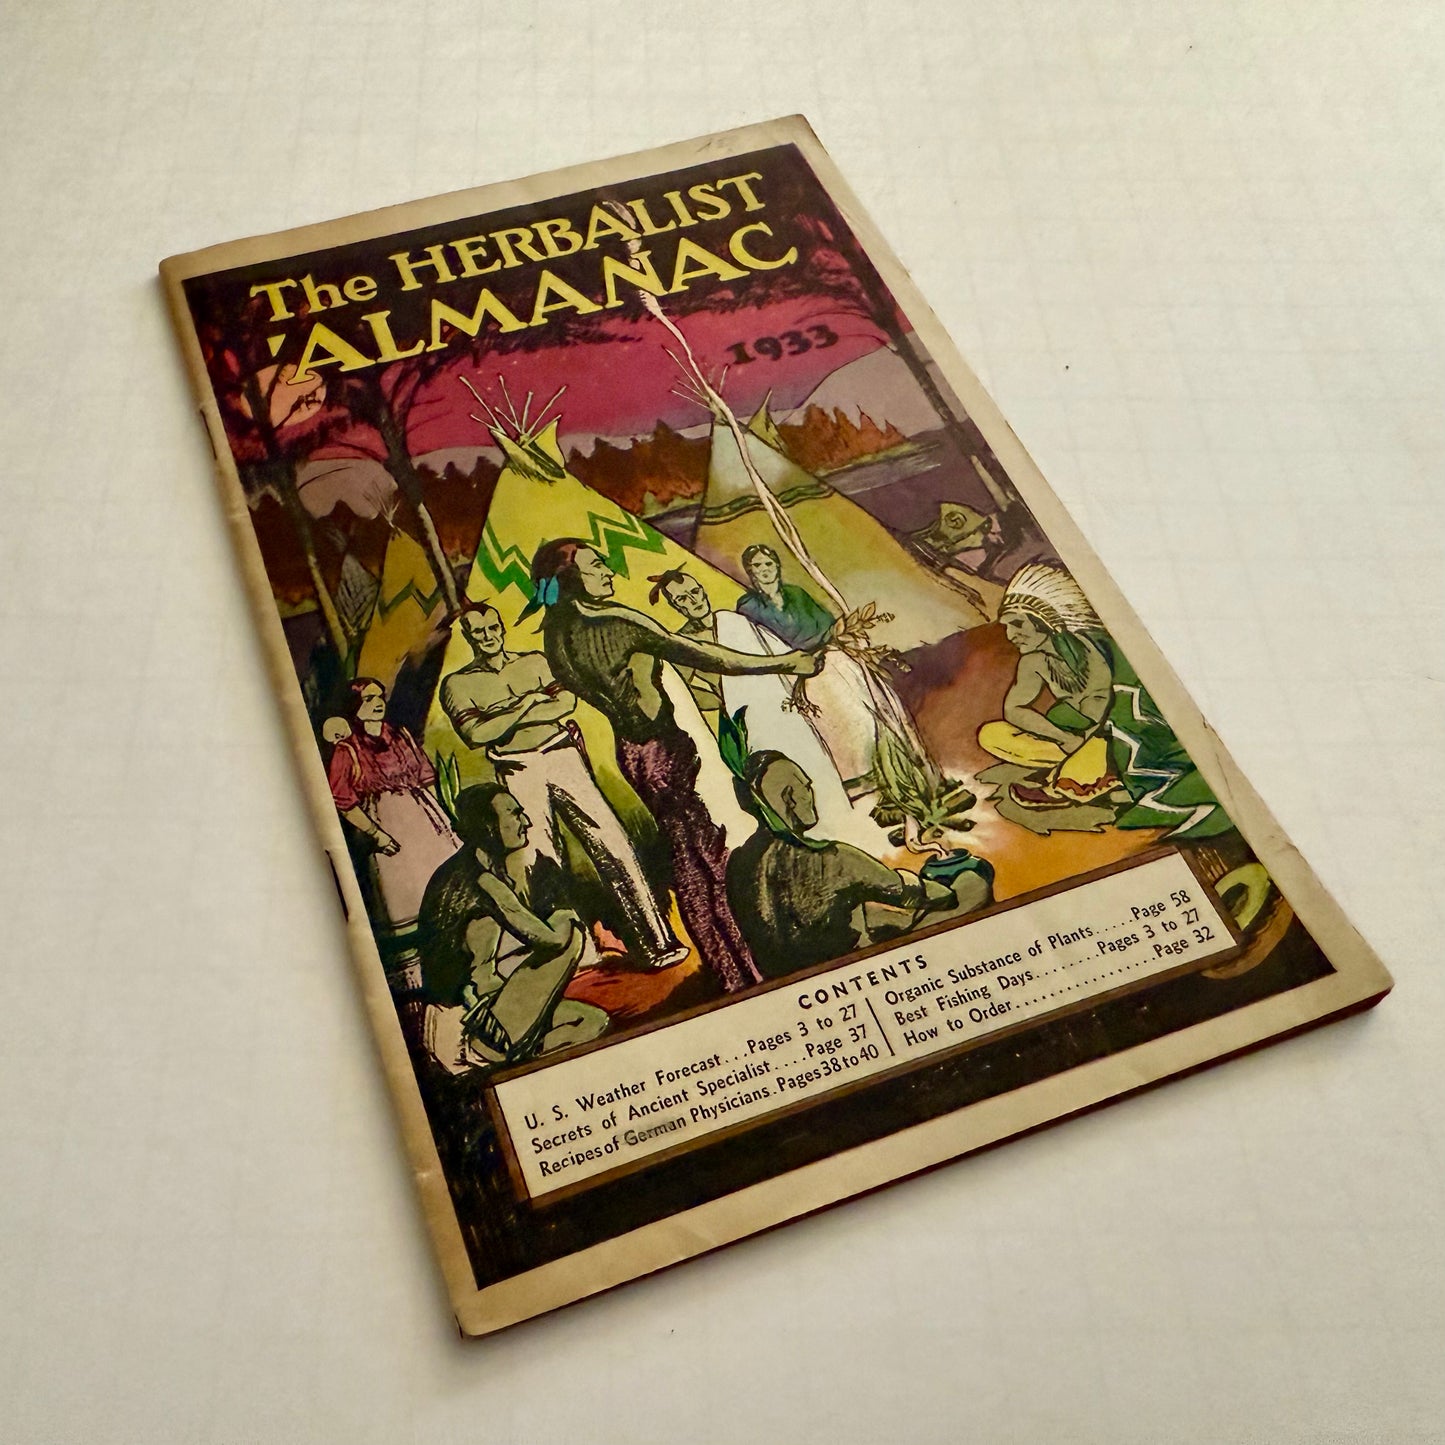 The HERBALIST
ALMANAC
1933
CONTENTS
U. S. Weather Forecast...Pages 3 to 27
Secrets of Ancient Specialist....Page 37
Recipes of German Physicians.Pages 38 to 40
Organic Substance of Plants.....Page 58
Best Fishing Days........Pages 3 to 27
How to Order.................Page 32